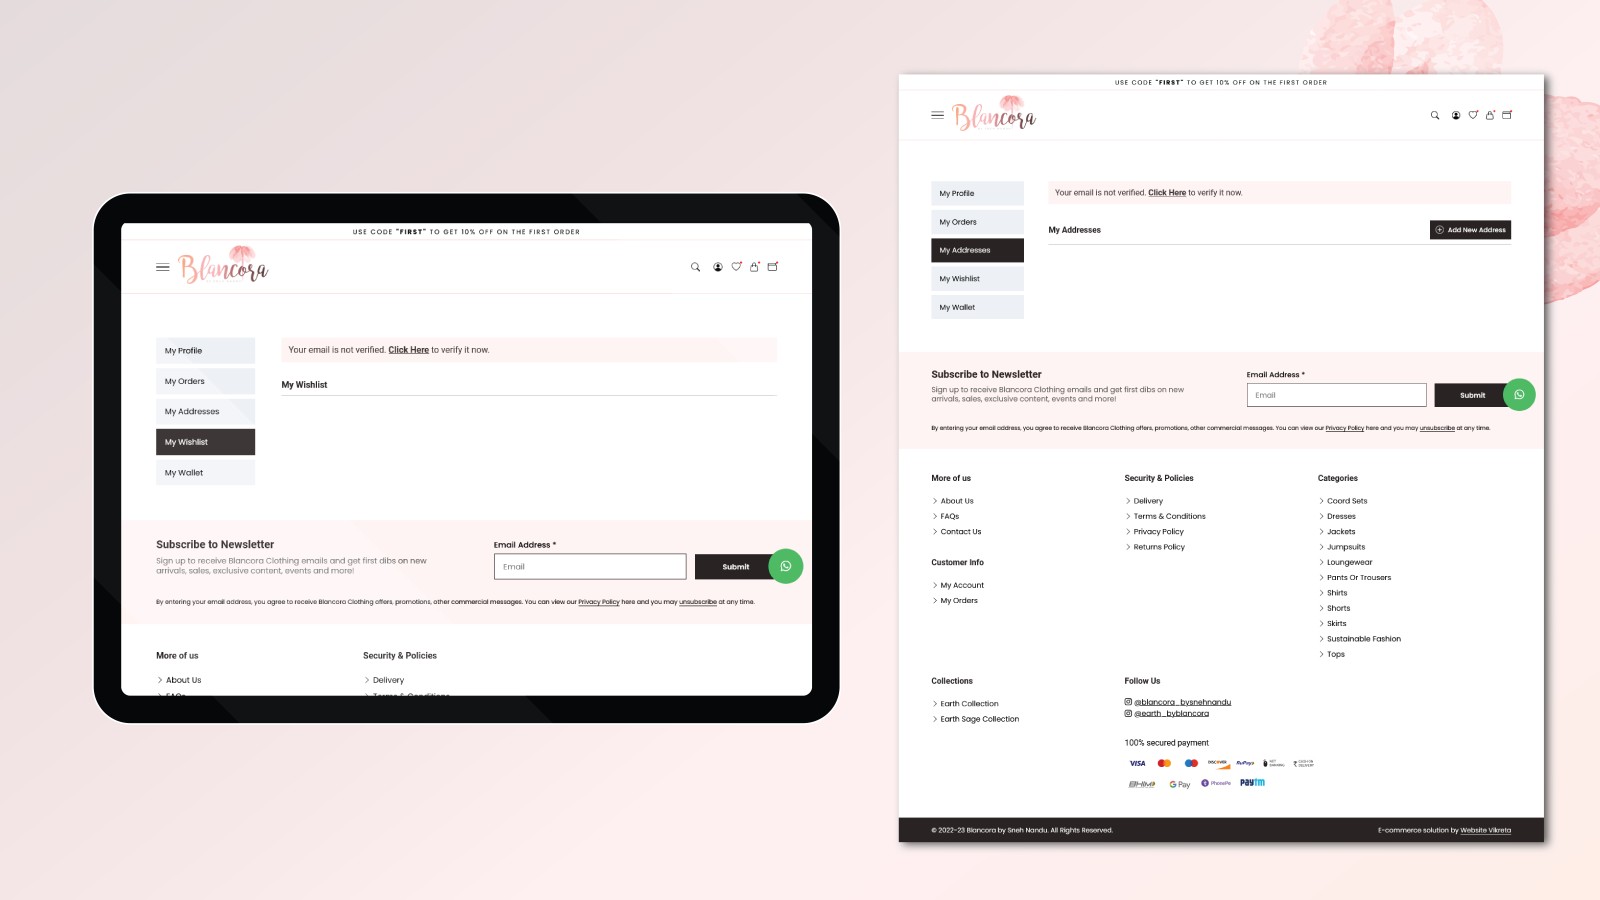 USE CODE "FIRST" TO GET 10% OFF ON THE FIRST ORDER
Blancora
My Profile
My Orders
My Addresses
My Wishlist
My Wallet
Your email is not verified. Click Here to verify it now.
My Wishlist
Subscribe to Newsletter
Sign up to receive Blancora Clothing emails and get first dibs on new
arrivals, sales, exclusive content, events and more!
Email Address *
Email
Submit
By entering your email address, you agree to receive Blancora Clothing offers, promotions, other commercial messages. You can view our Privacy Policy here and you may unsubscribe at any time.
More of us
About Us
FAQs
Security & Policies
Delivery
Terms & Conditions
USE CODE "FIRST" TO GET 10% OFF ON THE FIRST ORDER
Blancora
My Profile
My Orders
My Addresses
My Wishlist
My Wallet
Your email is not verified. Click Here to verify it now.
My Addresses
Add New Address
Subscribe to Newsletter
Sign up to receive Blancora Clothing emails and get first dibs on new
arrivals, sales, exclusive content, events and more!
Email Address *
Email
Submit
By entering your email address, you agree to receive Blancora Clothing offers, promotions, other commercial messages. You can view our Privacy Policy here and you may unsubscribe at any time.
More of us
About Us
FAQs
Contact Us
Customer Info
My Account
My Orders
Security & Policies
Delivery
Terms & Conditions
Privacy Policy
Returns Policy
Categories
Coord Sets
Dresses
Jackets
Jumpsuits
Loungewear
Pants Or Trousers
Shirts
Shorts
Skirts
Sustainable Fashion
Tops
Collections
Earth Collection
Earth Sage Collection
Follow Us
@blancora_bysnehnandu
@earth_byblancora
100% secured payment
VISA
DISCOVER
RuPay
NET BANKING
CASH ON DELIVERY
BHIM
G Pay
PhonePe
Paytm
© 2022-23 Blancora by Sneh Nandu. All Rights Reserved.
E-commerce solution by Website Vikreta